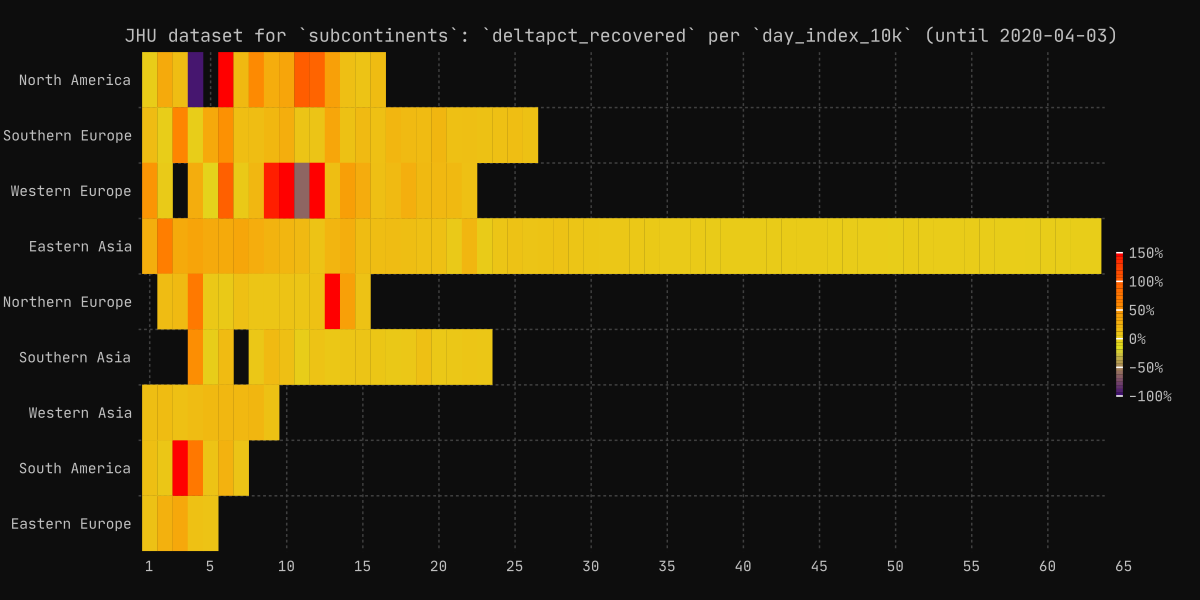 JHU dataset for `subcontinents`: `deltapct_recovered` per `day_index_10k` (until 2020-04-03)
North America
Southern Europe
Western Europe
Eastern Asia
Northern Europe
Southern Asia
Western Asia
South America
Eastern Europe
150%
100%
50%
0%
-50%
-100%
1 5 10 15 20 25 30 35 40 45 50 55 60 65